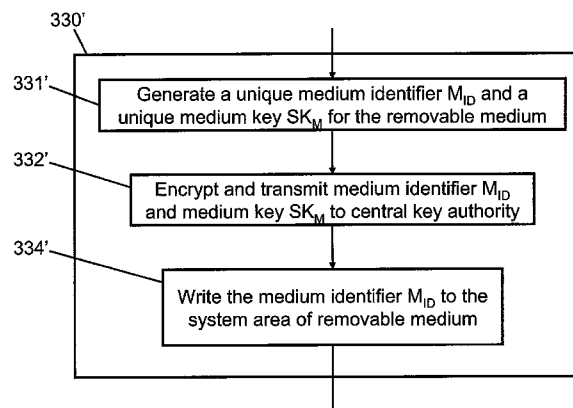 330'
331'
Generate a unique medium identifier M_ID and a
unique medium key SK_M for the removable medium
332'
Encrypt and transmit medium identifier M_ID
and medium key SK_M to central key authority
334'
Write the medium identifier M_ID to the
system area of removable medium